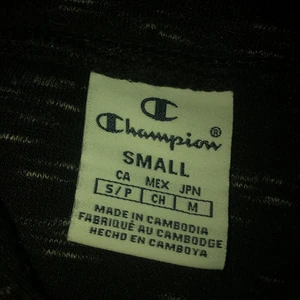 Champion®
SMALL
CA MEX JPN
S/P CH M
MADE IN CAMBODIA
FABRIQUÉ AU CAMBODGE
HECHO EN CAMBOYA